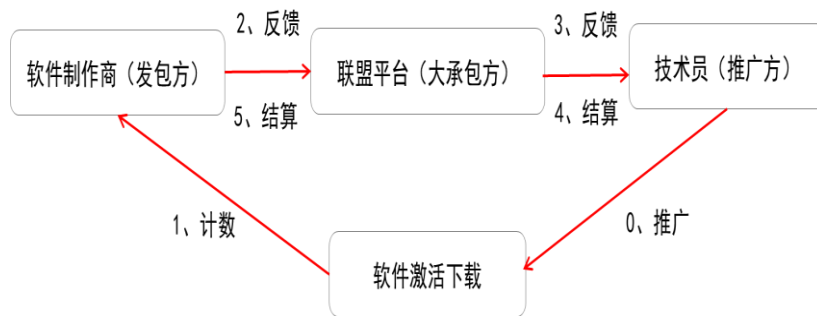 2、反馈
3、反馈
软件制作商（发包方）
联盟平台（大承包方）
技术员（推广方）
5、结算
4、结算
1、计数
0、推广
软件激活下载